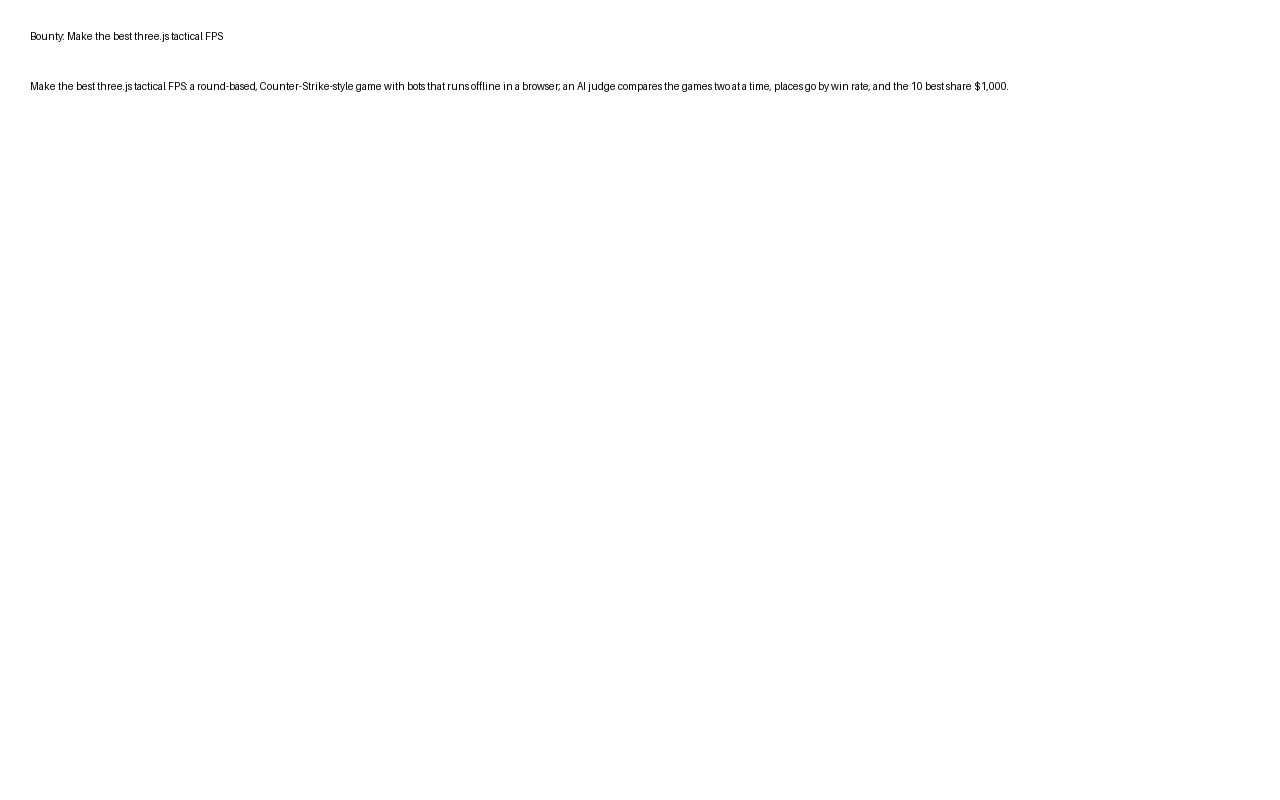 Bounty: Make the best three.js tactical FPS
Make the best three.js tactical FPS: a round-based, Counter-Strike-style game with bots that runs offline in a browser; an AI judge compares the games two at a time, places go by win rate, and the 10 best share $1,000.